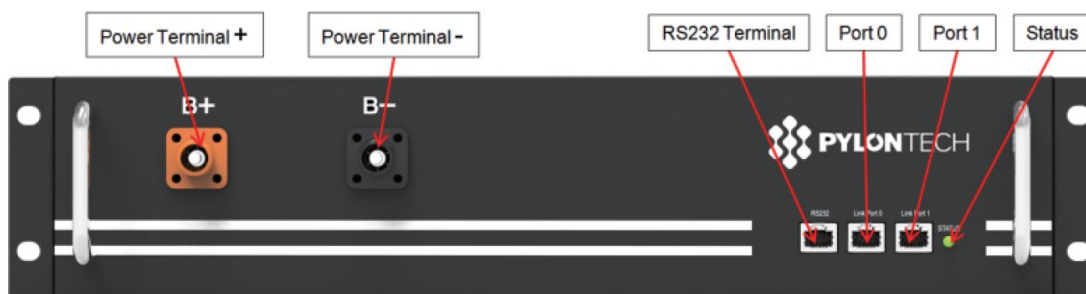 Power Terminal +
Power Terminal -
RS232 Terminal
Port 0
Port 1
Status
B+
B-
PYLONTECH
RS232
Link Port 0
Link Port 1
STATUS